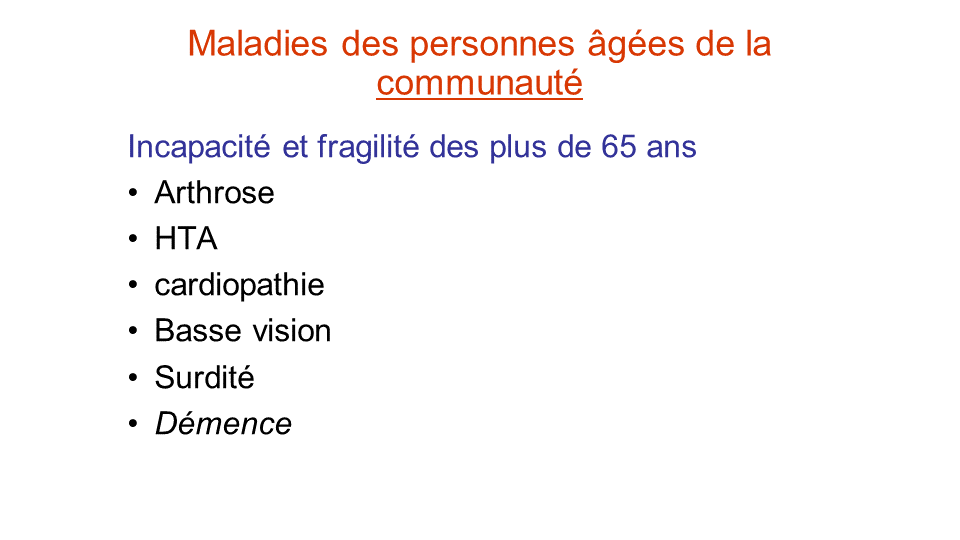 Maladies des personnes âgées de la
communauté
Incapacité et fragilité des plus de 65 ans
• Arthrose
• HTA
• cardiopathie
• Basse vision
• Surdité
• Démence